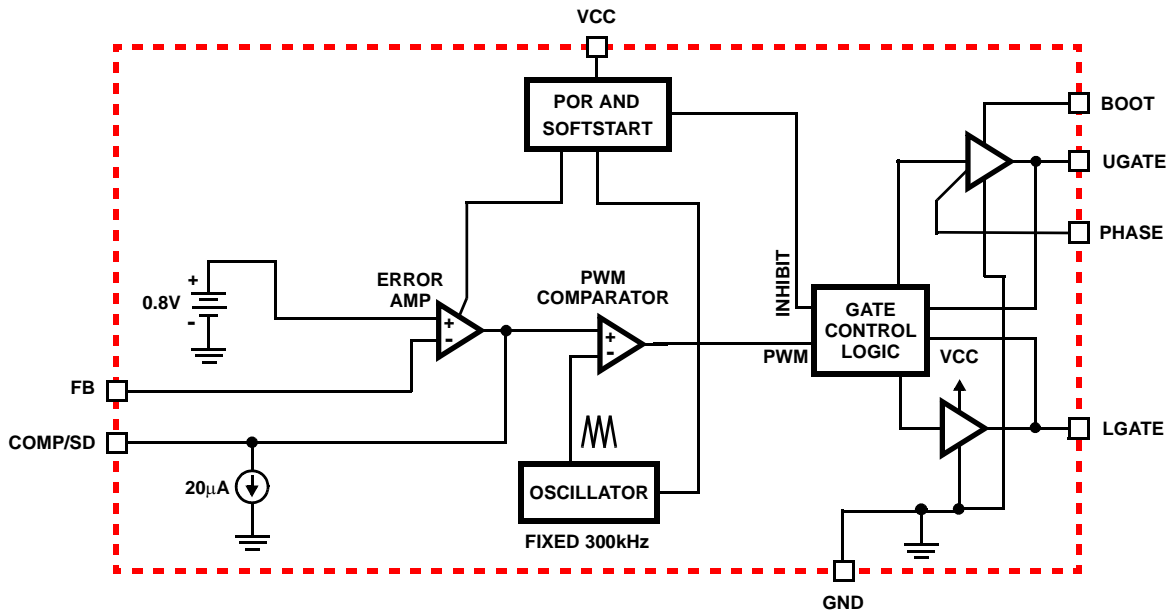 VCC
POR AND
SOFTSTART
BOOT
UGATE
PHASE
INHIBIT
+
0.8V
-
ERROR
AMP
+
-
PWM
COMPARATOR
+
-
GATE
CONTROL
LOGIC
PWM
VCC
FB
COMP/SD
LGATE
20µA
OSCILLATOR
FIXED 300kHz
GND